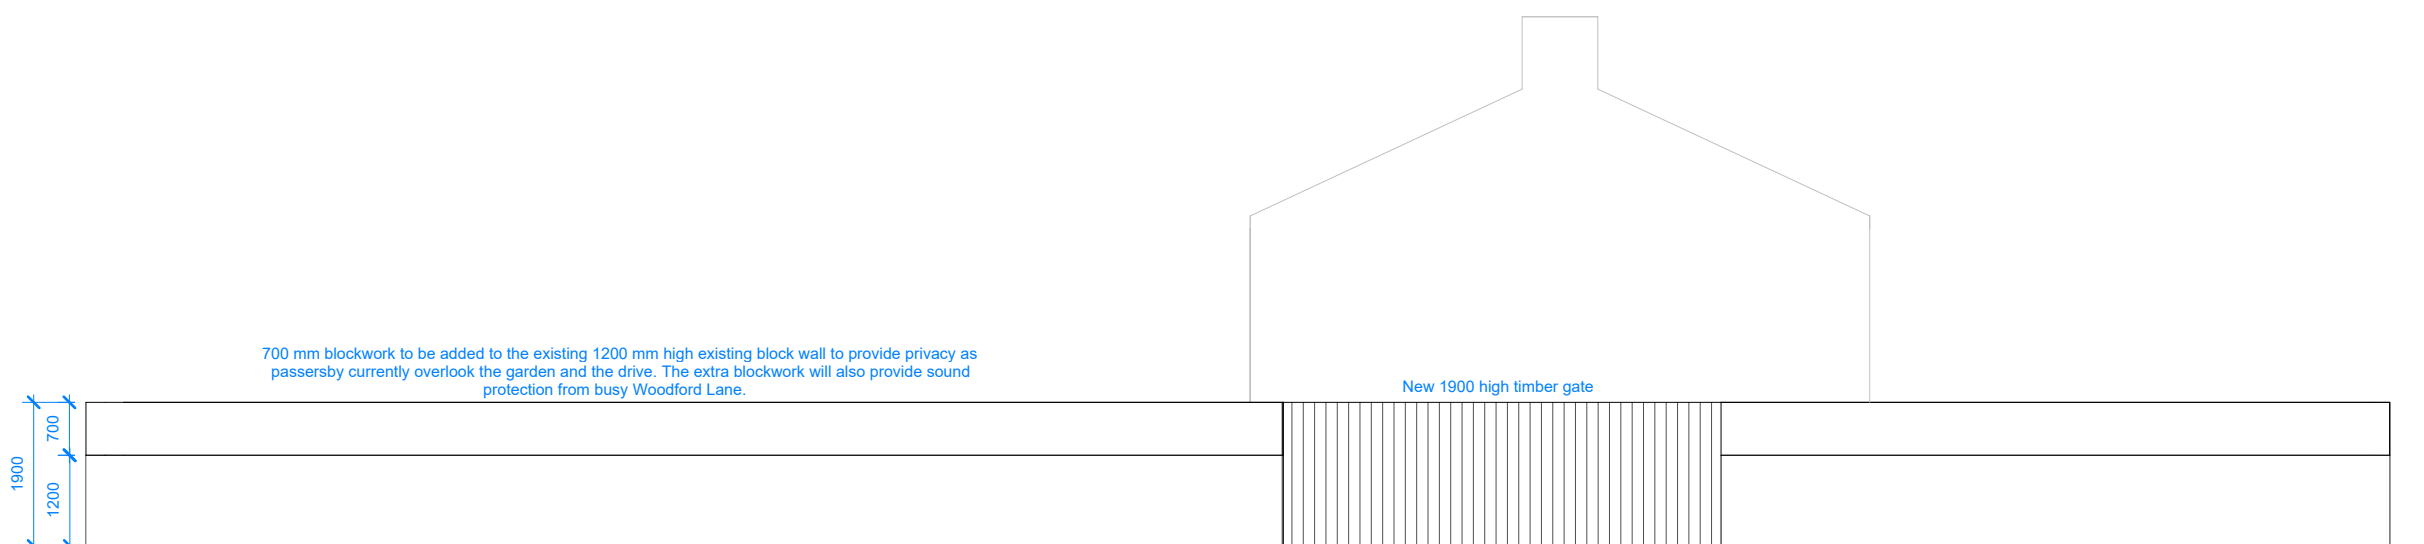 700 mm blockwork to be added to the existing 1200 mm high existing block wall to provide privacy as
passersby currently overlook the garden and the drive. The extra blockwork will also provide sound
protection from busy Woodford Lane.
New 1900 high timber gate
700
1900
1200